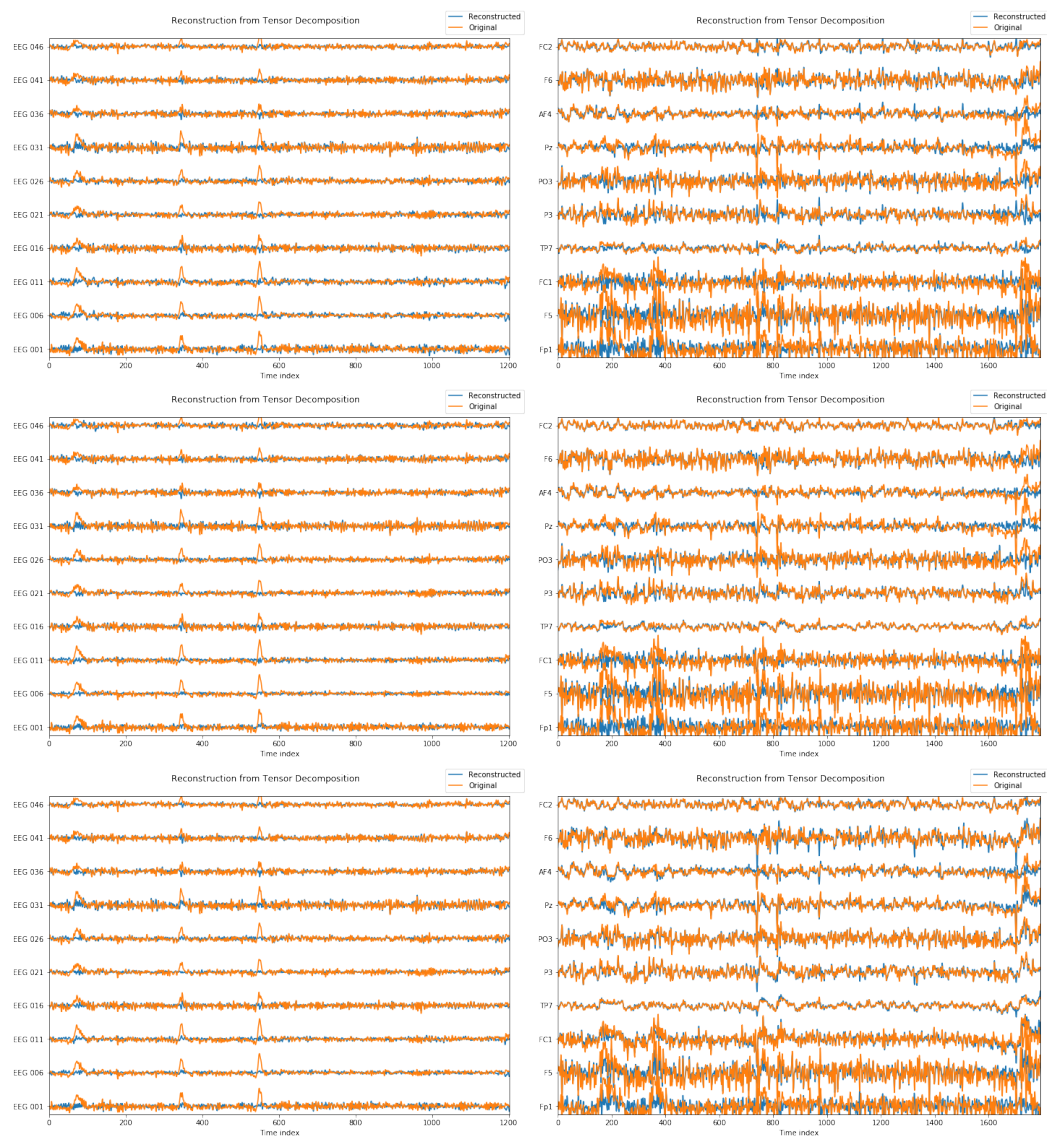 Reconstruction from Tensor Decomposition
Reconstructed
Original
EEG 046
EEG 041
EEG 036
EEG 031
EEG 026
EEG 021
EEG 016
EEG 011
EEG 006
EEG 001
0 200 400 600 800 1000 1200
Time index
Reconstruction from Tensor Decomposition
Reconstructed
Original
FC2
F6
AF4
Pz
PO3
P3
TP7
FC1
F5
Fp1
0 200 400 600 800 1000 1200 1400 1600
Time index
Reconstruction from Tensor Decomposition
Reconstructed
Original
EEG 046
EEG 041
EEG 036
EEG 031
EEG 026
EEG 021
EEG 016
EEG 011
EEG 006
EEG 001
0 200 400 600 800 1000 1200
Time index
Reconstruction from Tensor Decomposition
Reconstructed
Original
FC2
F6
AF4
Pz
PO3
P3
TP7
FC1
F5
Fp1
0 200 400 600 800 1000 1200 1400 1600
Time index
Reconstruction from Tensor Decomposition
Reconstructed
Original
EEG 046
EEG 041
EEG 036
EEG 031
EEG 026
EEG 021
EEG 016
EEG 011
EEG 006
EEG 001
0 200 400 600 800 1000 1200
Time index
Reconstruction from Tensor Decomposition
Reconstructed
Original
FC2
F6
AF4
Pz
PO3
P3
TP7
FC1
F5
Fp1
0 200 400 600 800 1000 1200 1400 1600
Time index